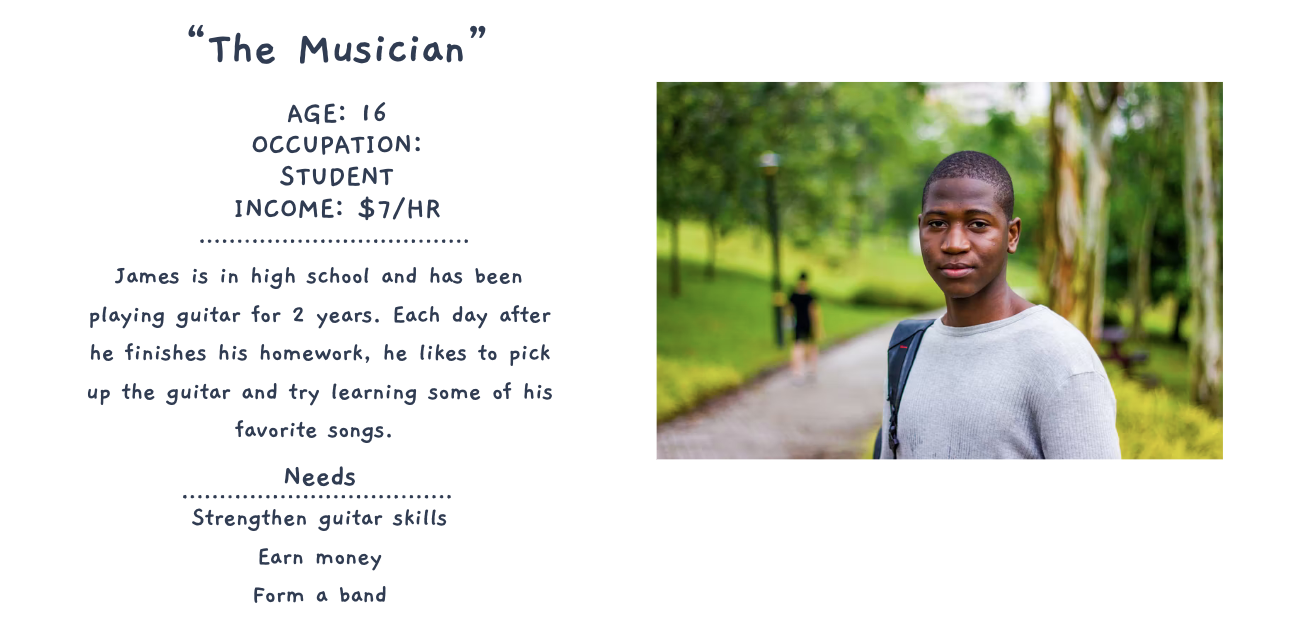 “The Musician”
AGE: 16
OCCUPATION:
STUDENT
INCOME: $7/HR
James is in high school and has been
playing guitar for 2 years. Each day after
he finishes his homework, he likes to pick
up the guitar and try learning some of his
favorite songs.
Needs
Strengthen guitar skills
Earn money
Form a band